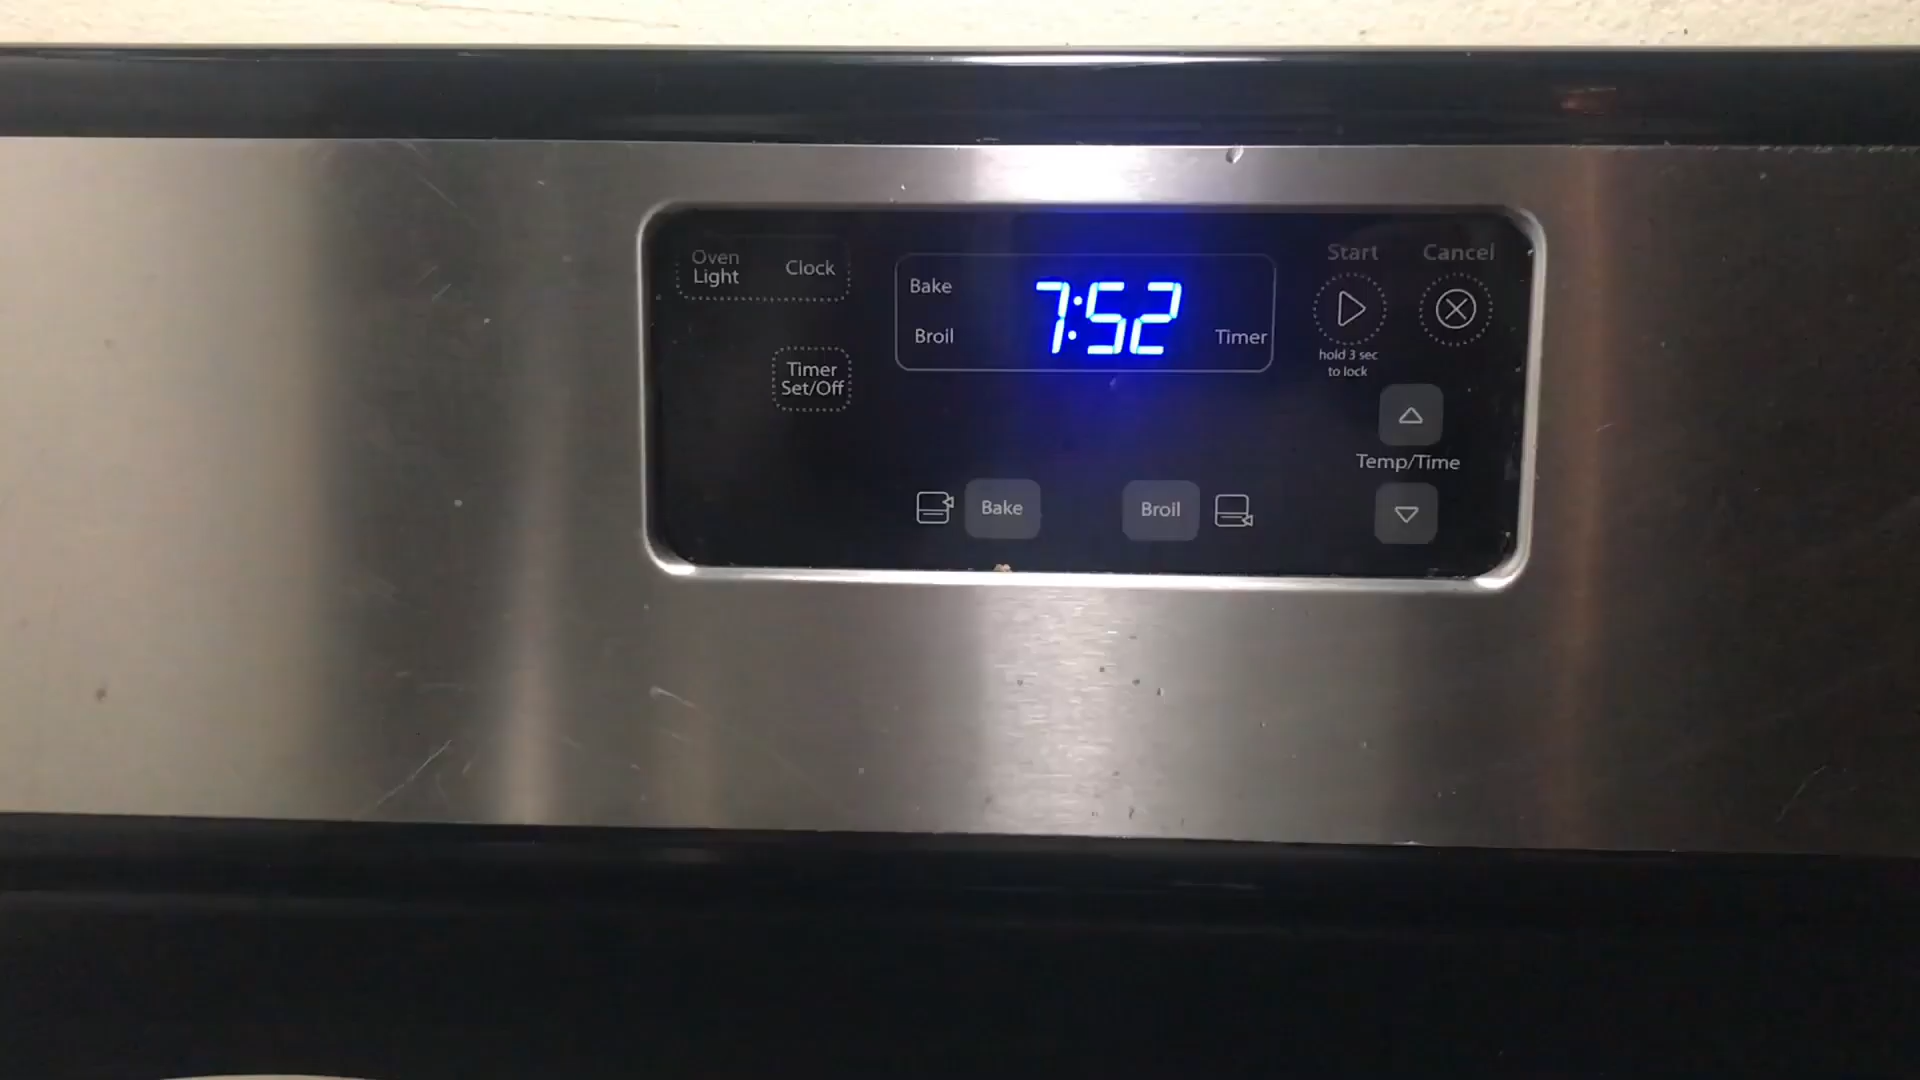 Oven
Light
Clock
Timer
Set/Off
Bake
Broil
7:52
Timer
Start
hold 3 sec
to lock
Cancel
Temp/Time
Bake
Broil